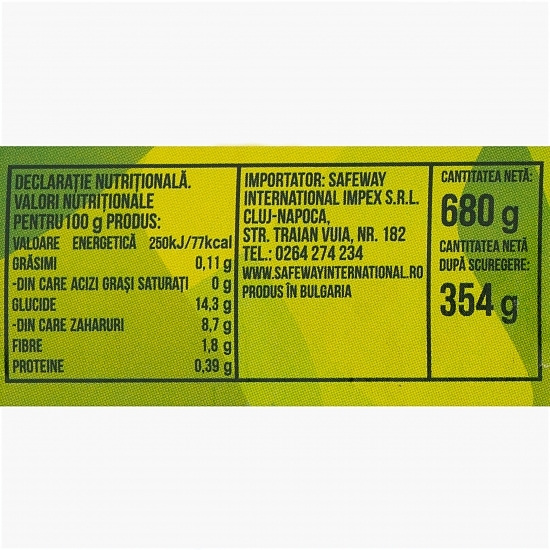 DECLARAȚIE NUTRIȚIONALĂ.
VALORI NUTRIȚIONALE
PENTRU 100 g PRODUS:
VALOARE ENERGETICĂ 250kJ/77kcal
GRĂSIMI 0,11 g
-DIN CARE ACIZI GRAȘI SATURAȚI 0 g
GLUCIDE 14,3 g
-DIN CARE ZAHARURI 8,7 g
FIBRE 1,8 g
PROTEINE 0,39 g
IMPORTATOR: SAFEWAY
INTERNATIONAL IMPEX S.R.L.
CLUJ-NAPOCA,
STR. TRAIAN VUIA, NR. 182
TEL.: 0264 274 234
WWW.SAFEWAYINTERNATIONAL.RO
PRODUS ÎN BULGARIA
CANTITATEA NETĂ:
680 g
CANTITATEA NETĂ
DUPĂ SCUREGERE:
354 g